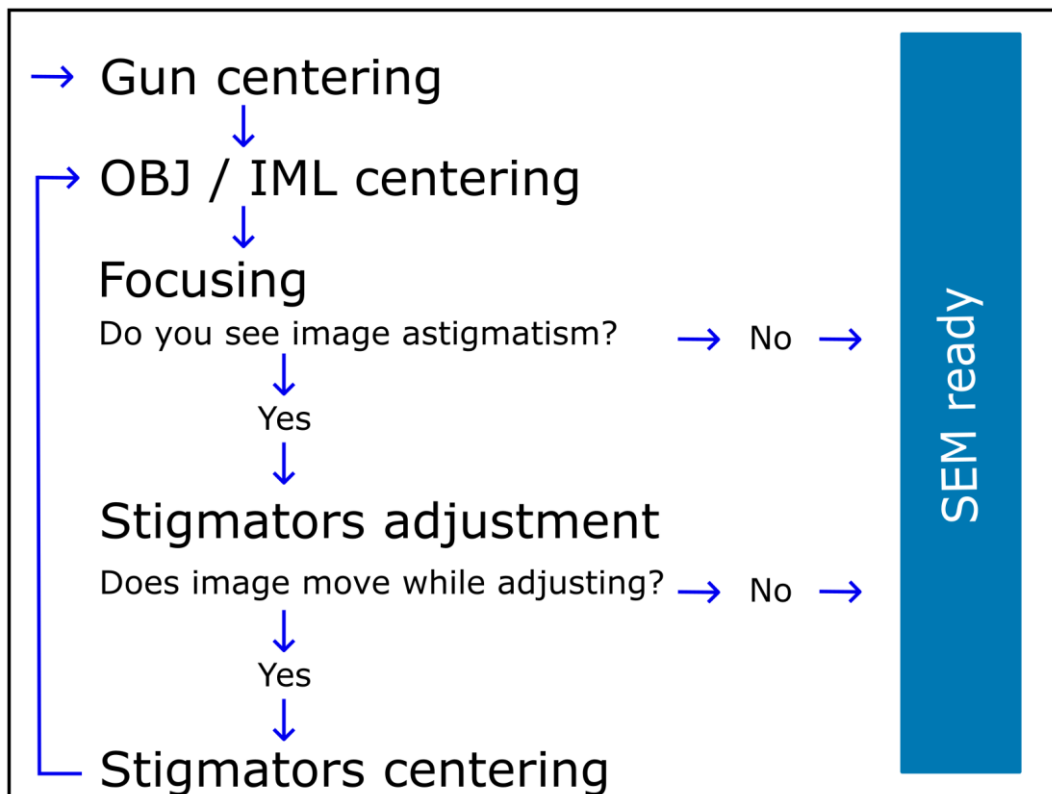 Gun centering
OBJ / IML centering
Focusing
Do you see image astigmatism?
No
Yes
Stigmators adjustment
Does image move while adjusting?
No
Yes
Stigmators centering
SEM ready